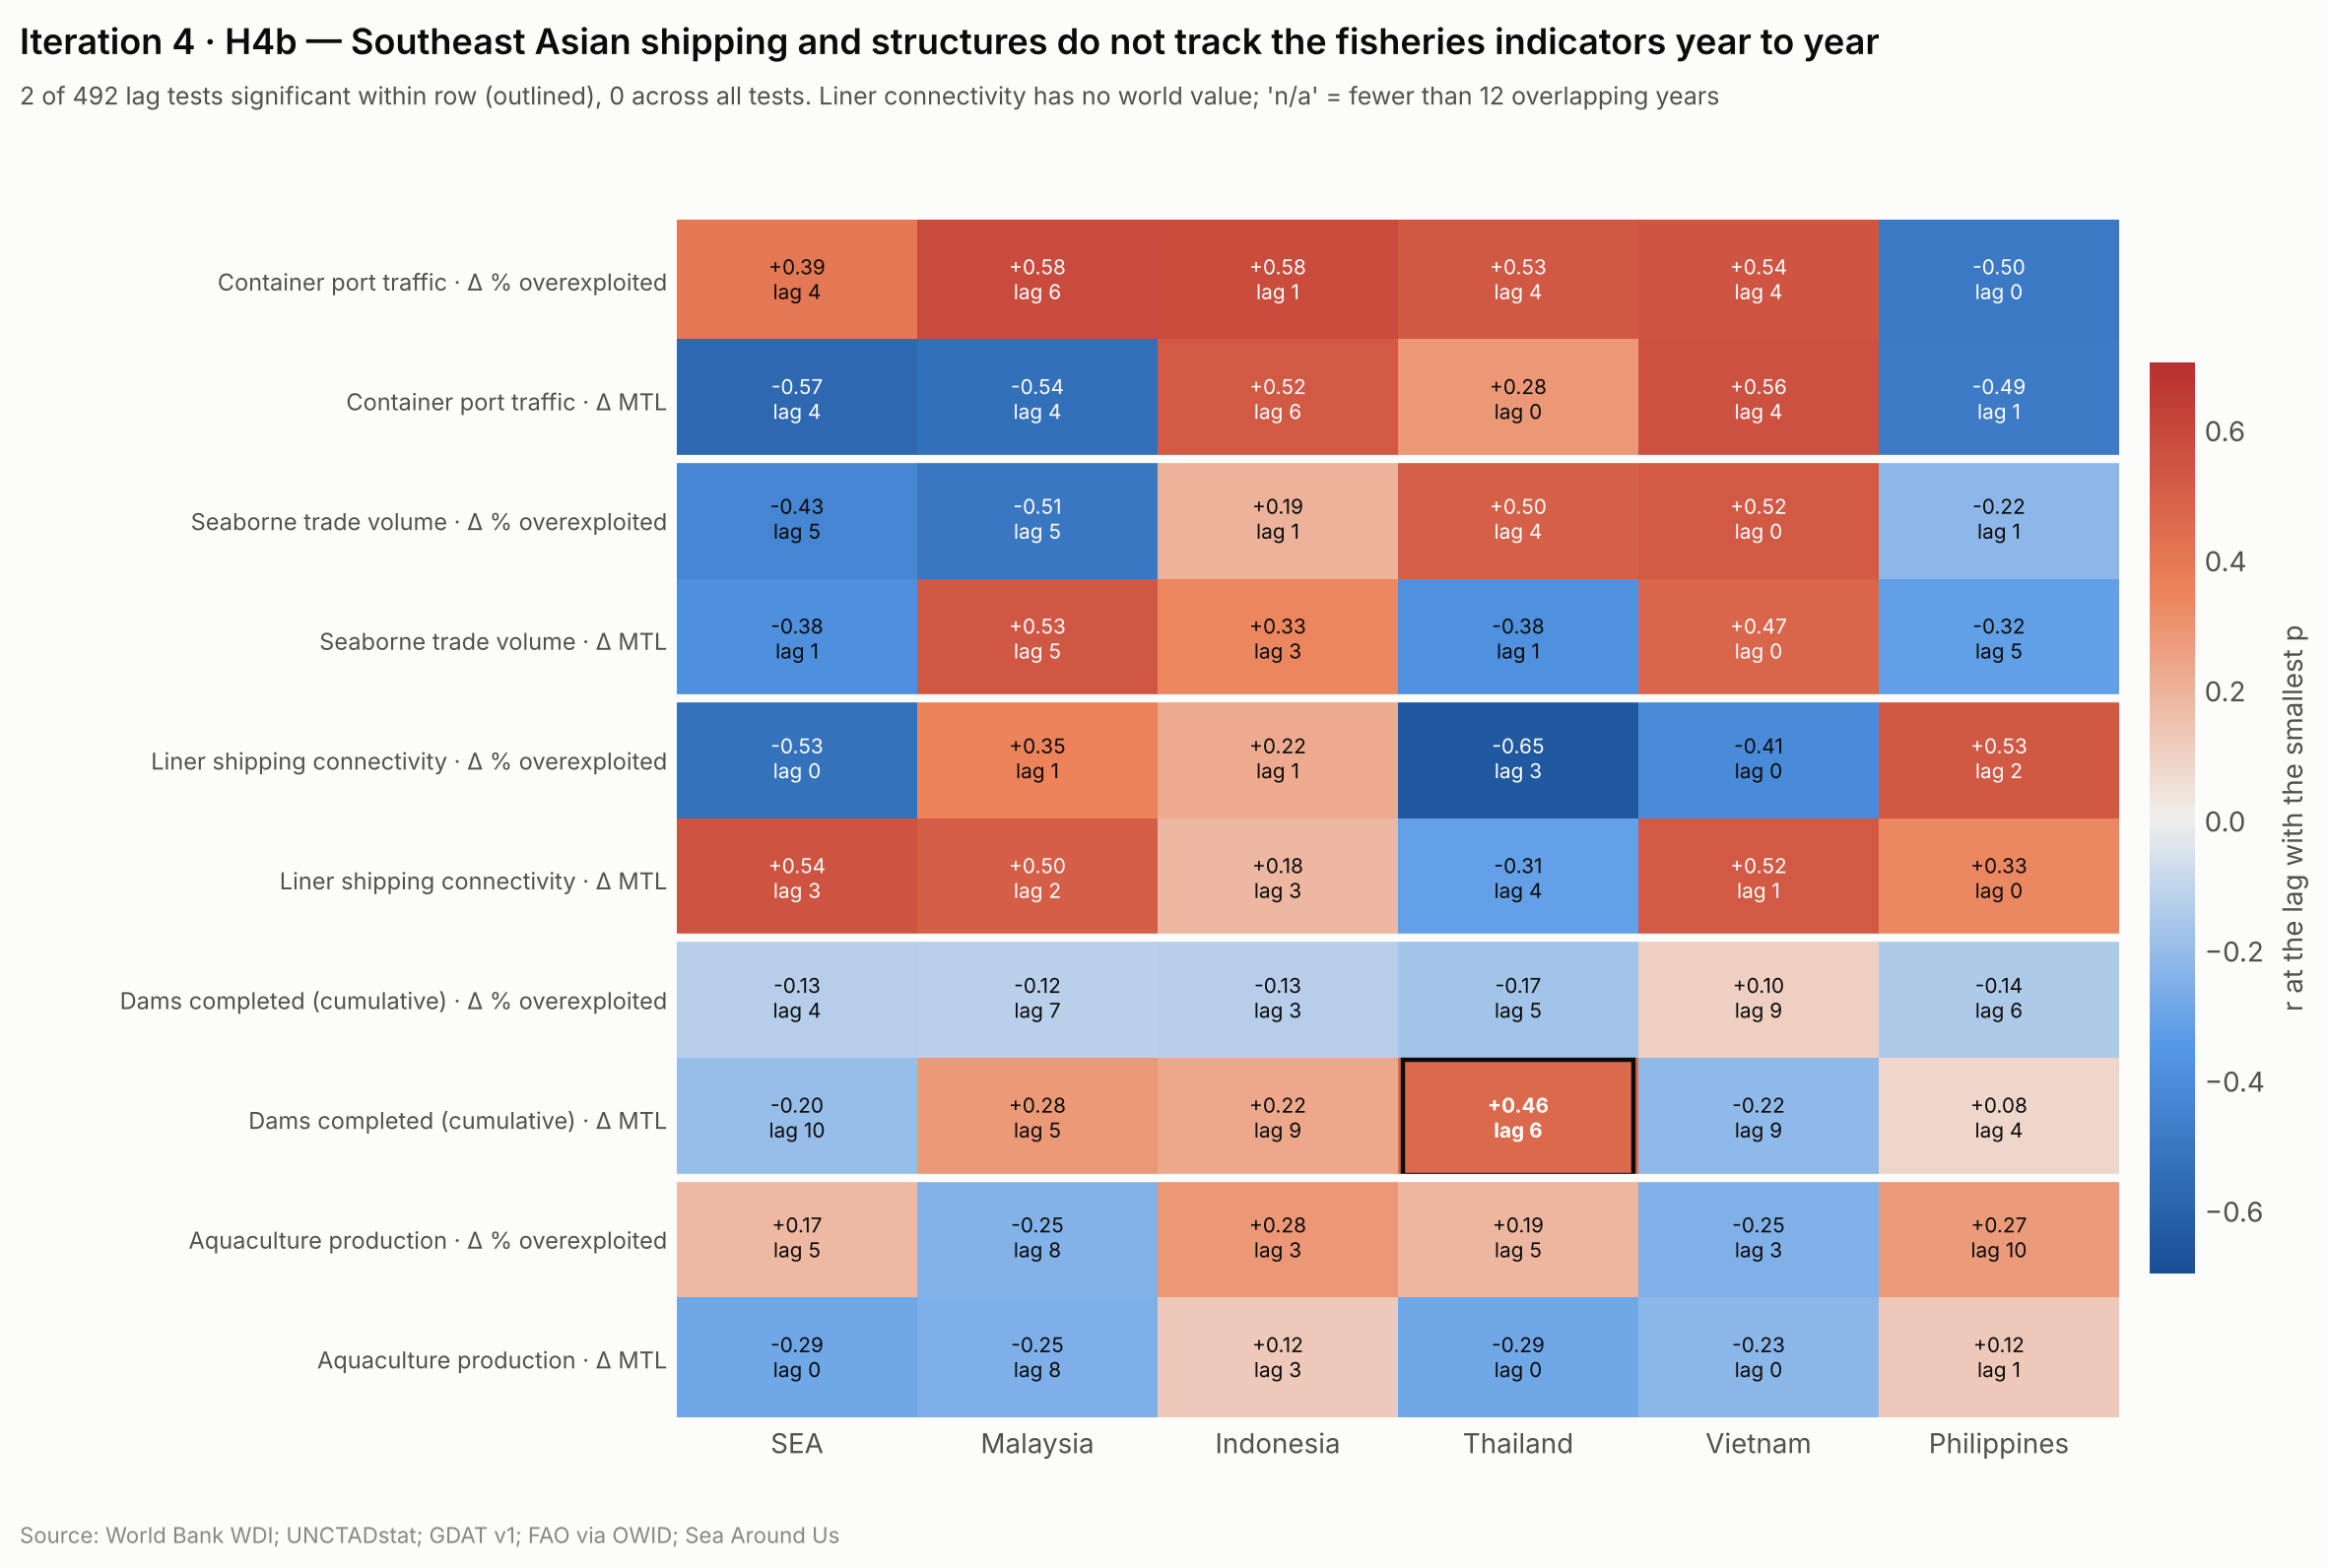 Iteration 4 · H4b — Southeast Asian shipping and structures do not track the fisheries indicators year to year
2 of 492 lag tests significant within row (outlined), 0 across all tests. Liner connectivity has no world value; 'n/a' = fewer than 12 overlapping years
Container port traffic · Δ % overexploited
+0.39 +0.58 +0.58 +0.53 +0.54 -0.50
lag 4 lag 6 lag 1 lag 4 lag 4 lag 0
Container port traffic · Δ MTL
-0.57 -0.54 +0.52 +0.28 +0.56 -0.49
lag 4 lag 4 lag 6 lag 0 lag 4 lag 1
Seaborne trade volume · Δ % overexploited
-0.43 -0.51 +0.19 +0.50 +0.52 -0.22
lag 5 lag 5 lag 1 lag 4 lag 0 lag 1
Seaborne trade volume · Δ MTL
-0.38 +0.53 +0.33 -0.38 +0.47 -0.32
lag 1 lag 5 lag 3 lag 1 lag 0 lag 5
Liner shipping connectivity · Δ % overexploited
-0.53 +0.35 +0.22 -0.65 -0.41 +0.53
lag 0 lag 1 lag 1 lag 3 lag 0 lag 2
Liner shipping connectivity · Δ MTL
+0.54 +0.50 +0.18 -0.31 +0.52 +0.33
lag 3 lag 2 lag 3 lag 4 lag 1 lag 0
Dams completed (cumulative) · Δ % overexploited
-0.13 -0.12 -0.13 -0.17 +0.10 -0.14
lag 4 lag 7 lag 3 lag 5 lag 9 lag 6
Dams completed (cumulative) · Δ MTL
-0.20 +0.28 +0.22 +0.46 -0.22 +0.08
lag 10 lag 5 lag 9 lag 6 lag 9 lag 4
Aquaculture production · Δ % overexploited
+0.17 -0.25 +0.28 +0.19 -0.25 +0.27
lag 5 lag 8 lag 3 lag 5 lag 3 lag 10
Aquaculture production · Δ MTL
-0.29 -0.25 +0.12 -0.29 -0.23 +0.12
lag 0 lag 8 lag 3 lag 0 lag 0 lag 1
SEA Malaysia Indonesia Thailand Vietnam Philippines
0.6
0.4
0.2
0.0
−0.2
−0.4
−0.6
r at the lag with the smallest p
Source: World Bank WDI; UNCTADstat; GDAT v1; FAO via OWID; Sea Around Us